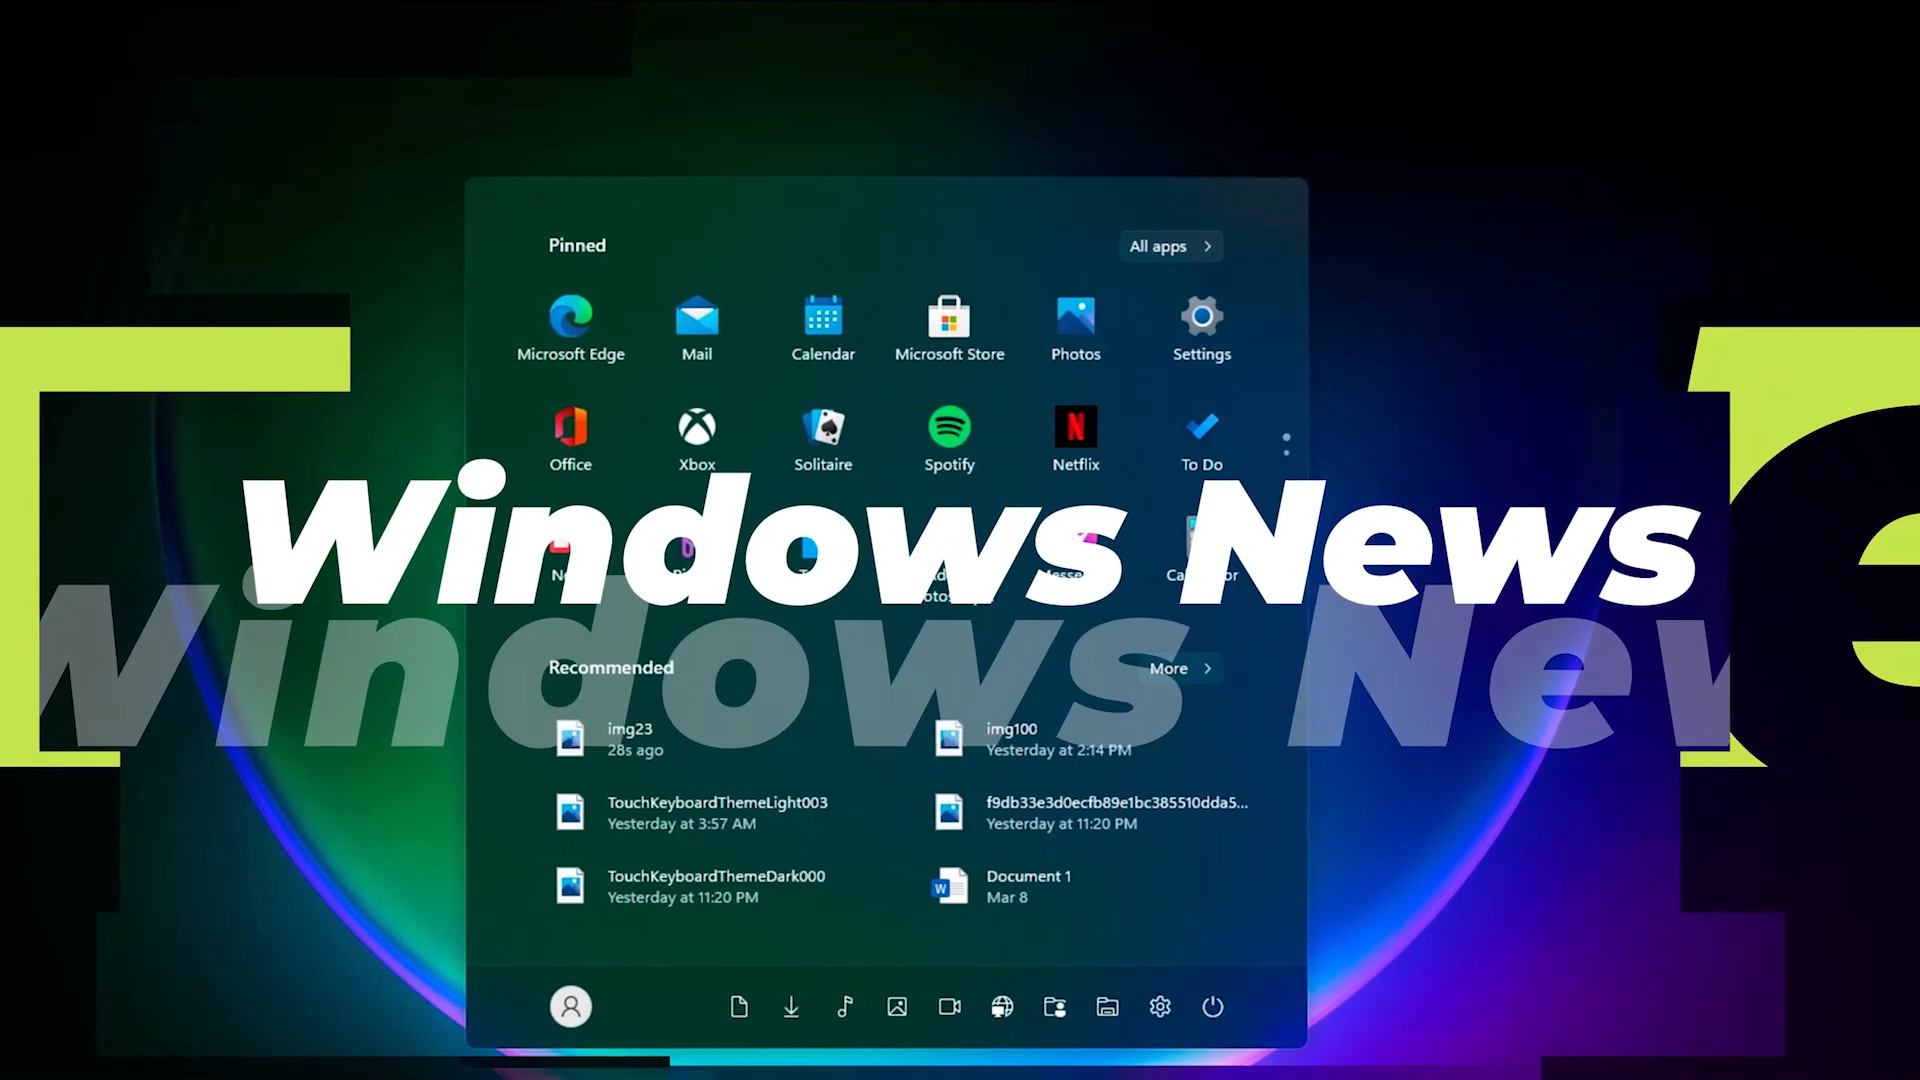 Pinned
All apps
Microsoft Edge
Mail
Calendar
Microsoft Store
Photos
Settings
Office
Xbox
Solitaire
Spotify
Netflix
To Do
Windows News
Windows New
Recommended
More
img23
28s ago
img100
Yesterday at 2:14 PM
TouchKeyboardThemeLight003
Yesterday at 3:57 AM
f9db33e3d0ecfb89e1bc385510dda5...
Yesterday at 11:20 PM
TouchKeyboardThemeDark000
Yesterday at 11:20 PM
Document 1
Mar 8